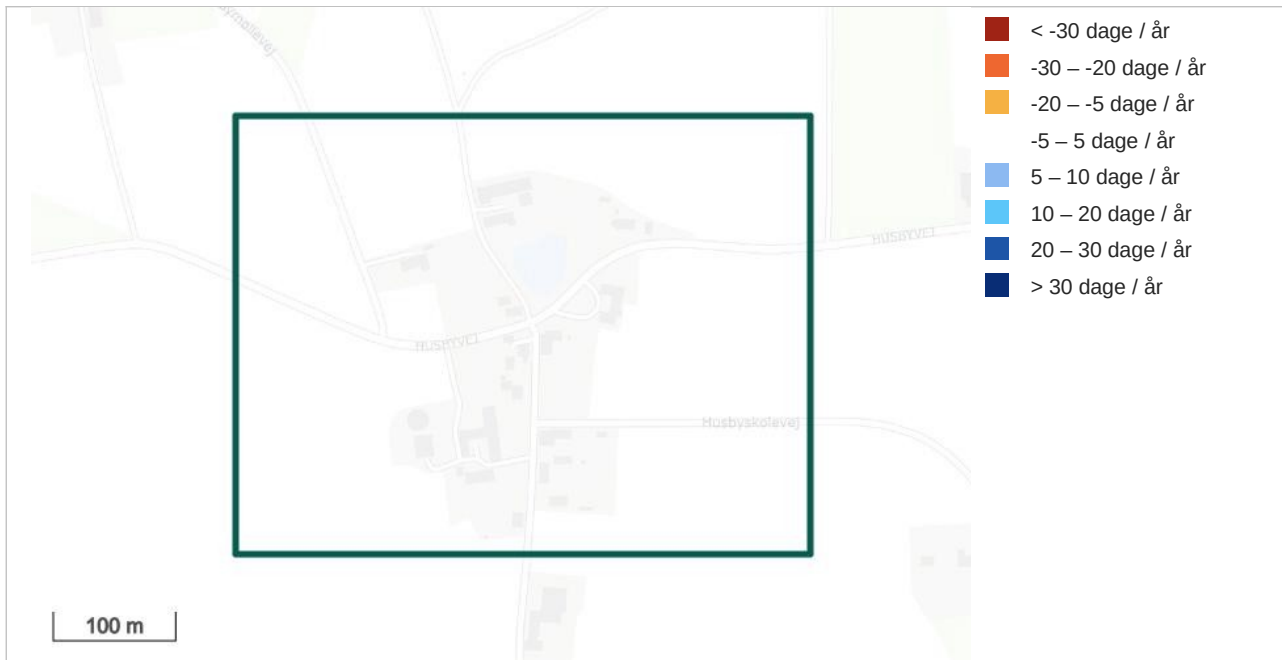 < -30 dage / år
-30 – -20 dage / år
-20 – -5 dage / år
-5 – 5 dage / år
5 – 10 dage / år
10 – 20 dage / år
20 – 30 dage / år
> 30 dage / år
HUSBYVEJ
HUSBYVEJ
Husbyskolevej
100 m